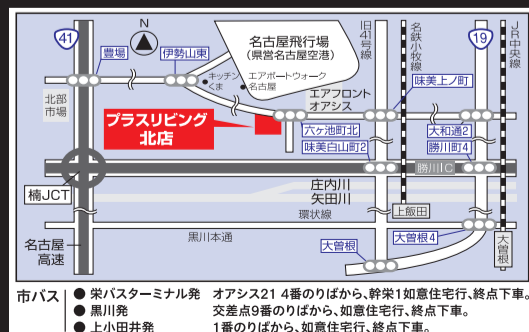 N
41
豊場
伊勢山東
名古屋飛行場
(県営名古屋空港)
旧41号線
名鉄小牧線
19
JR中央線
北部
市場
キッチン
くま
エアポートウォーク
名古屋
エアフロント
オアシス
味美上ノ町
プラスリビング
北店
六ヶ池町北
味美白山町2
大和通2
勝川町4
勝川IC
楠JCT
庄内川
矢田川
環状線
上飯田
名古屋
高速
黒川本通
大曽根
大曽根4
大曽根
市バス
●栄バスターミナル発 オアシス21 4番のりばから、幹栄1如意住宅行、終点下車。
●黒川発 交差点9番のりばから、如意住宅行、終点下車。
●上小田井発 1番のりばから、如意住宅行、終点下車。